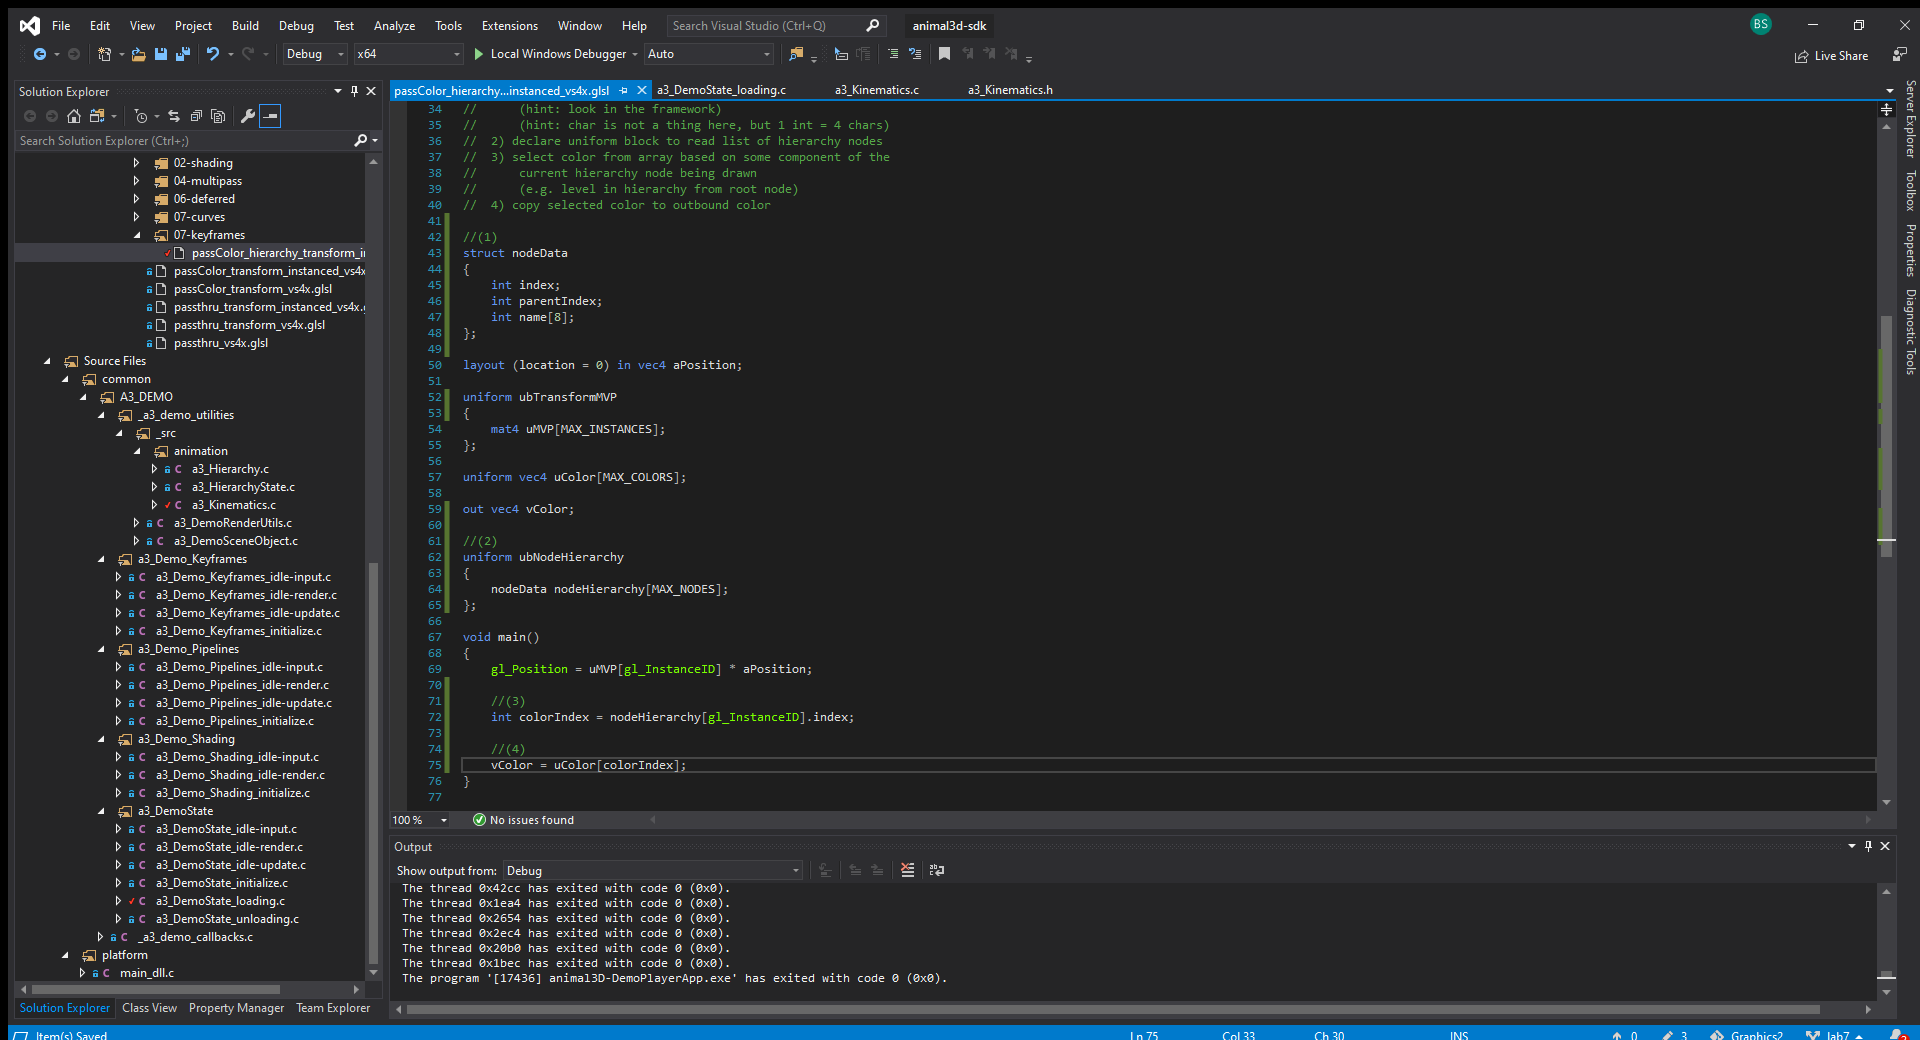 File Edit View Project Build Debug Test Analyze Tools Extensions Window Help Search Visual Studio (Ctrl+Q) animal3d-sdk BS
Debug x64 Local Windows Debugger Auto Live Share
Solution Explorer
Search Solution Explorer (Ctrl+;)
02-shading
04-multipass
06-deferred
07-curves
07-keyframes
passColor_hierarchy_transform_i
passColor_transform_instanced_vs4x
passColor_transform_vs4x.glsl
passthru_transform_instanced_vs4x.
passthru_transform_vs4x.glsl
passthru_vs4x.glsl
Source Files
common
A3_DEMO
_a3_demo_utilities
_src
animation
a3_Hierarchy.c
a3_HierarchyState.c
a3_Kinematics.c
a3_DemoRenderUtils.c
a3_DemoSceneObject.c
a3_Demo_Keyframes
a3_Demo_Keyframes_idle-input.c
a3_Demo_Keyframes_idle-render.c
a3_Demo_Keyframes_idle-update.c
a3_Demo_Keyframes_initialize.c
a3_Demo_Pipelines
a3_Demo_Pipelines_idle-input.c
a3_Demo_Pipelines_idle-render.c
a3_Demo_Pipelines_idle-update.c
a3_Demo_Pipelines_initialize.c
a3_Demo_Shading
a3_Demo_Shading_idle-input.c
a3_Demo_Shading_idle-render.c
a3_Demo_Shading_initialize.c
a3_DemoState
a3_DemoState_idle-input.c
a3_DemoState_idle-render.c
a3_DemoState_idle-update.c
a3_DemoState_initialize.c
a3_DemoState_loading.c
a3_DemoState_unloading.c
_a3_demo_callbacks.c
platform
main_dll.c
Solution Explorer Class View Property Manager Team Explorer
passColor_hierarchy...instanced_vs4x.glsl a3_DemoState_loading.c a3_Kinematics.c a3_Kinematics.h
34 //      (hint: look in the framework)
35 //      (hint: char is not a thing here, but 1 int = 4 chars)
36 //  2) declare uniform block to read list of hierarchy nodes
37 //  3) select color from array based on some component of the
38 //      current hierarchy node being drawn
39 //      (e.g. level in hierarchy from root node)
40 //  4) copy selected color to outbound color
41
42 //(1)
43 struct nodeData
44 {
45     int index;
46     int parentIndex;
47     int name[8];
48 };
49
50 layout (location = 0) in vec4 aPosition;
51
52 uniform ubTransformMVP
53 {
54     mat4 uMVP[MAX_INSTANCES];
55 };
56
57 uniform vec4 uColor[MAX_COLORS];
58
59 out vec4 vColor;
60
61 //(2)
62 uniform ubNodeHierarchy
63 {
64     nodeData nodeHierarchy[MAX_NODES];
65 };
66
67 void main()
68 {
69     gl_Position = uMVP[gl_InstanceID] * aPosition;
70
71     //(3)
72     int colorIndex = nodeHierarchy[gl_InstanceID].index;
73
74     //(4)
75     vColor = uColor[colorIndex];
76 }
77
100 % No issues found
Output
Show output from: Debug
The thread 0x42cc has exited with code 0 (0x0).
The thread 0x1ea4 has exited with code 0 (0x0).
The thread 0x2654 has exited with code 0 (0x0).
The thread 0x2ec4 has exited with code 0 (0x0).
The thread 0x20b0 has exited with code 0 (0x0).
The thread 0x1bec has exited with code 0 (0x0).
The program '[17436] animal3D-DemoPlayerApp.exe' has exited with code 0 (0x0).
Server Explorer
Toolbox
Properties
Diagnostic Tools
Item(s) Saved Ln 75 Col 33 Ch 30 INS 0 3 Graphics2 lab7